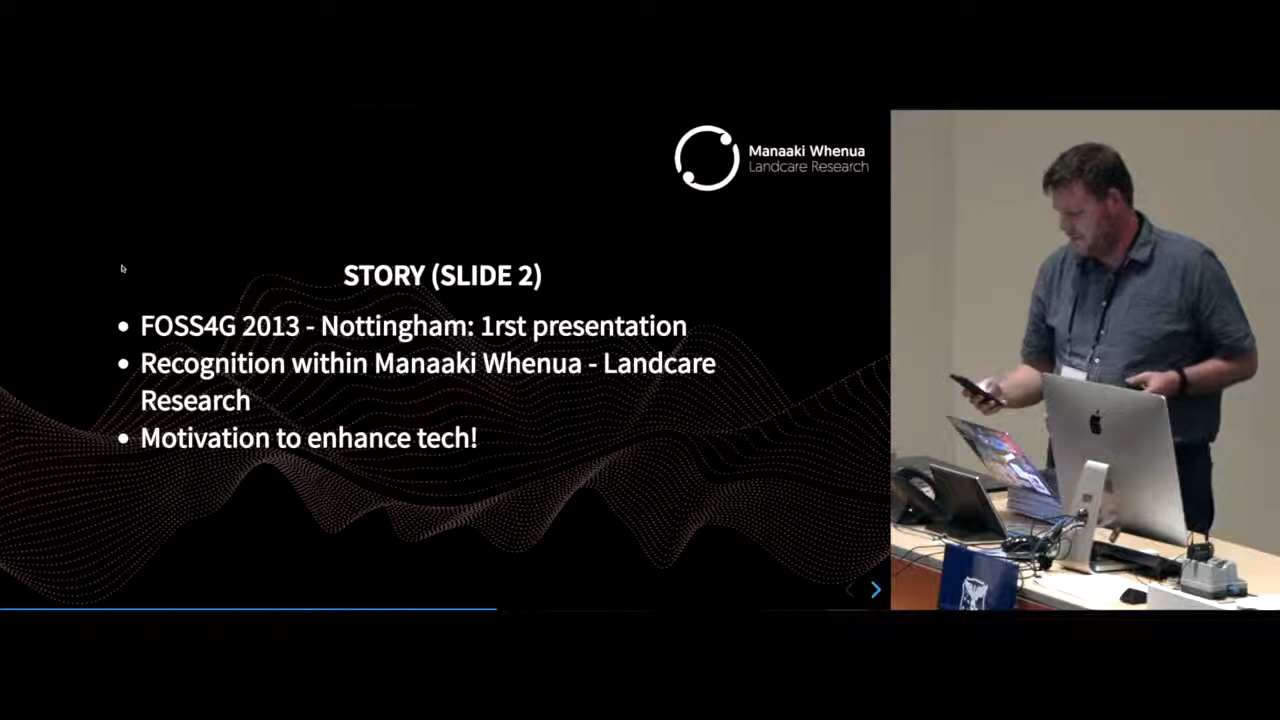 Manaaki Whenua
Landcare Research
STORY (SLIDE 2)
• FOSS4G 2013 - Nottingham: 1rst presentation
• Recognition within Manaaki Whenua - Landcare
Research
• Motivation to enhance tech!